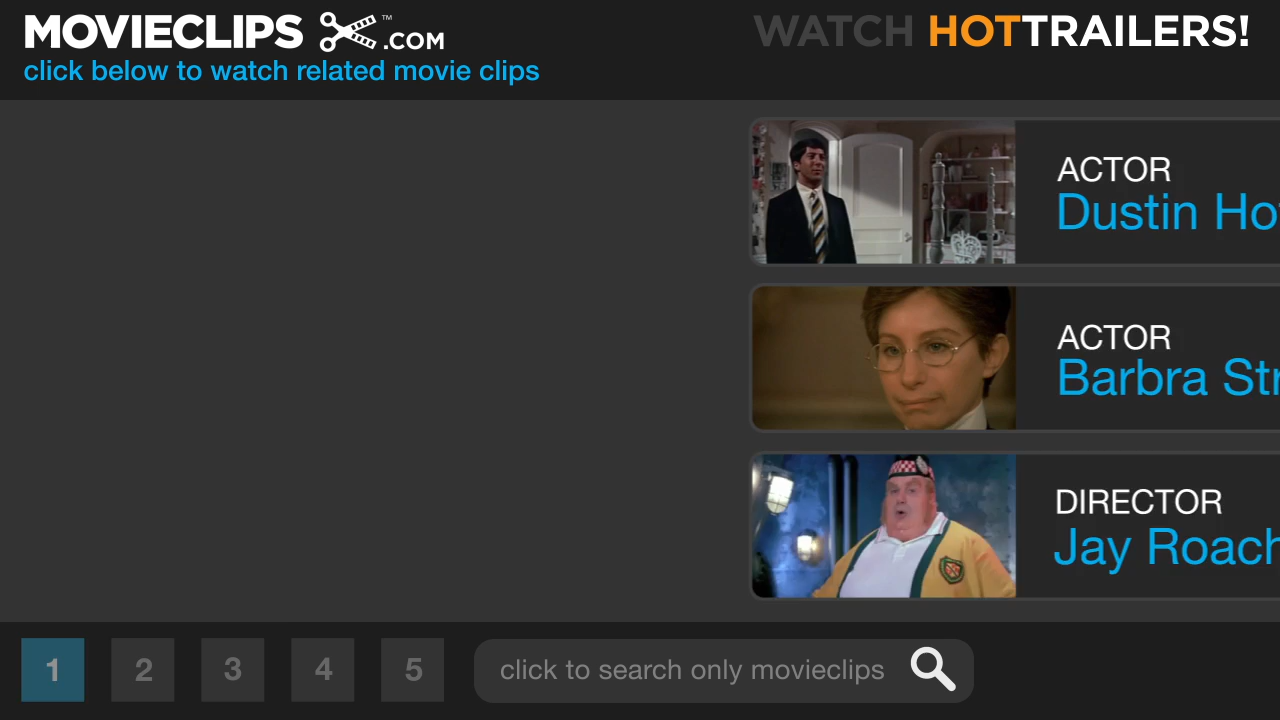 MOVIECLIPS ™ .COM
click below to watch related movie clips
WATCH HOTTRAILERS!
ACTOR
Dustin Ho
ACTOR
Barbra Str
DIRECTOR
Jay Roach
1 2 3 4 5
click to search only movieclips